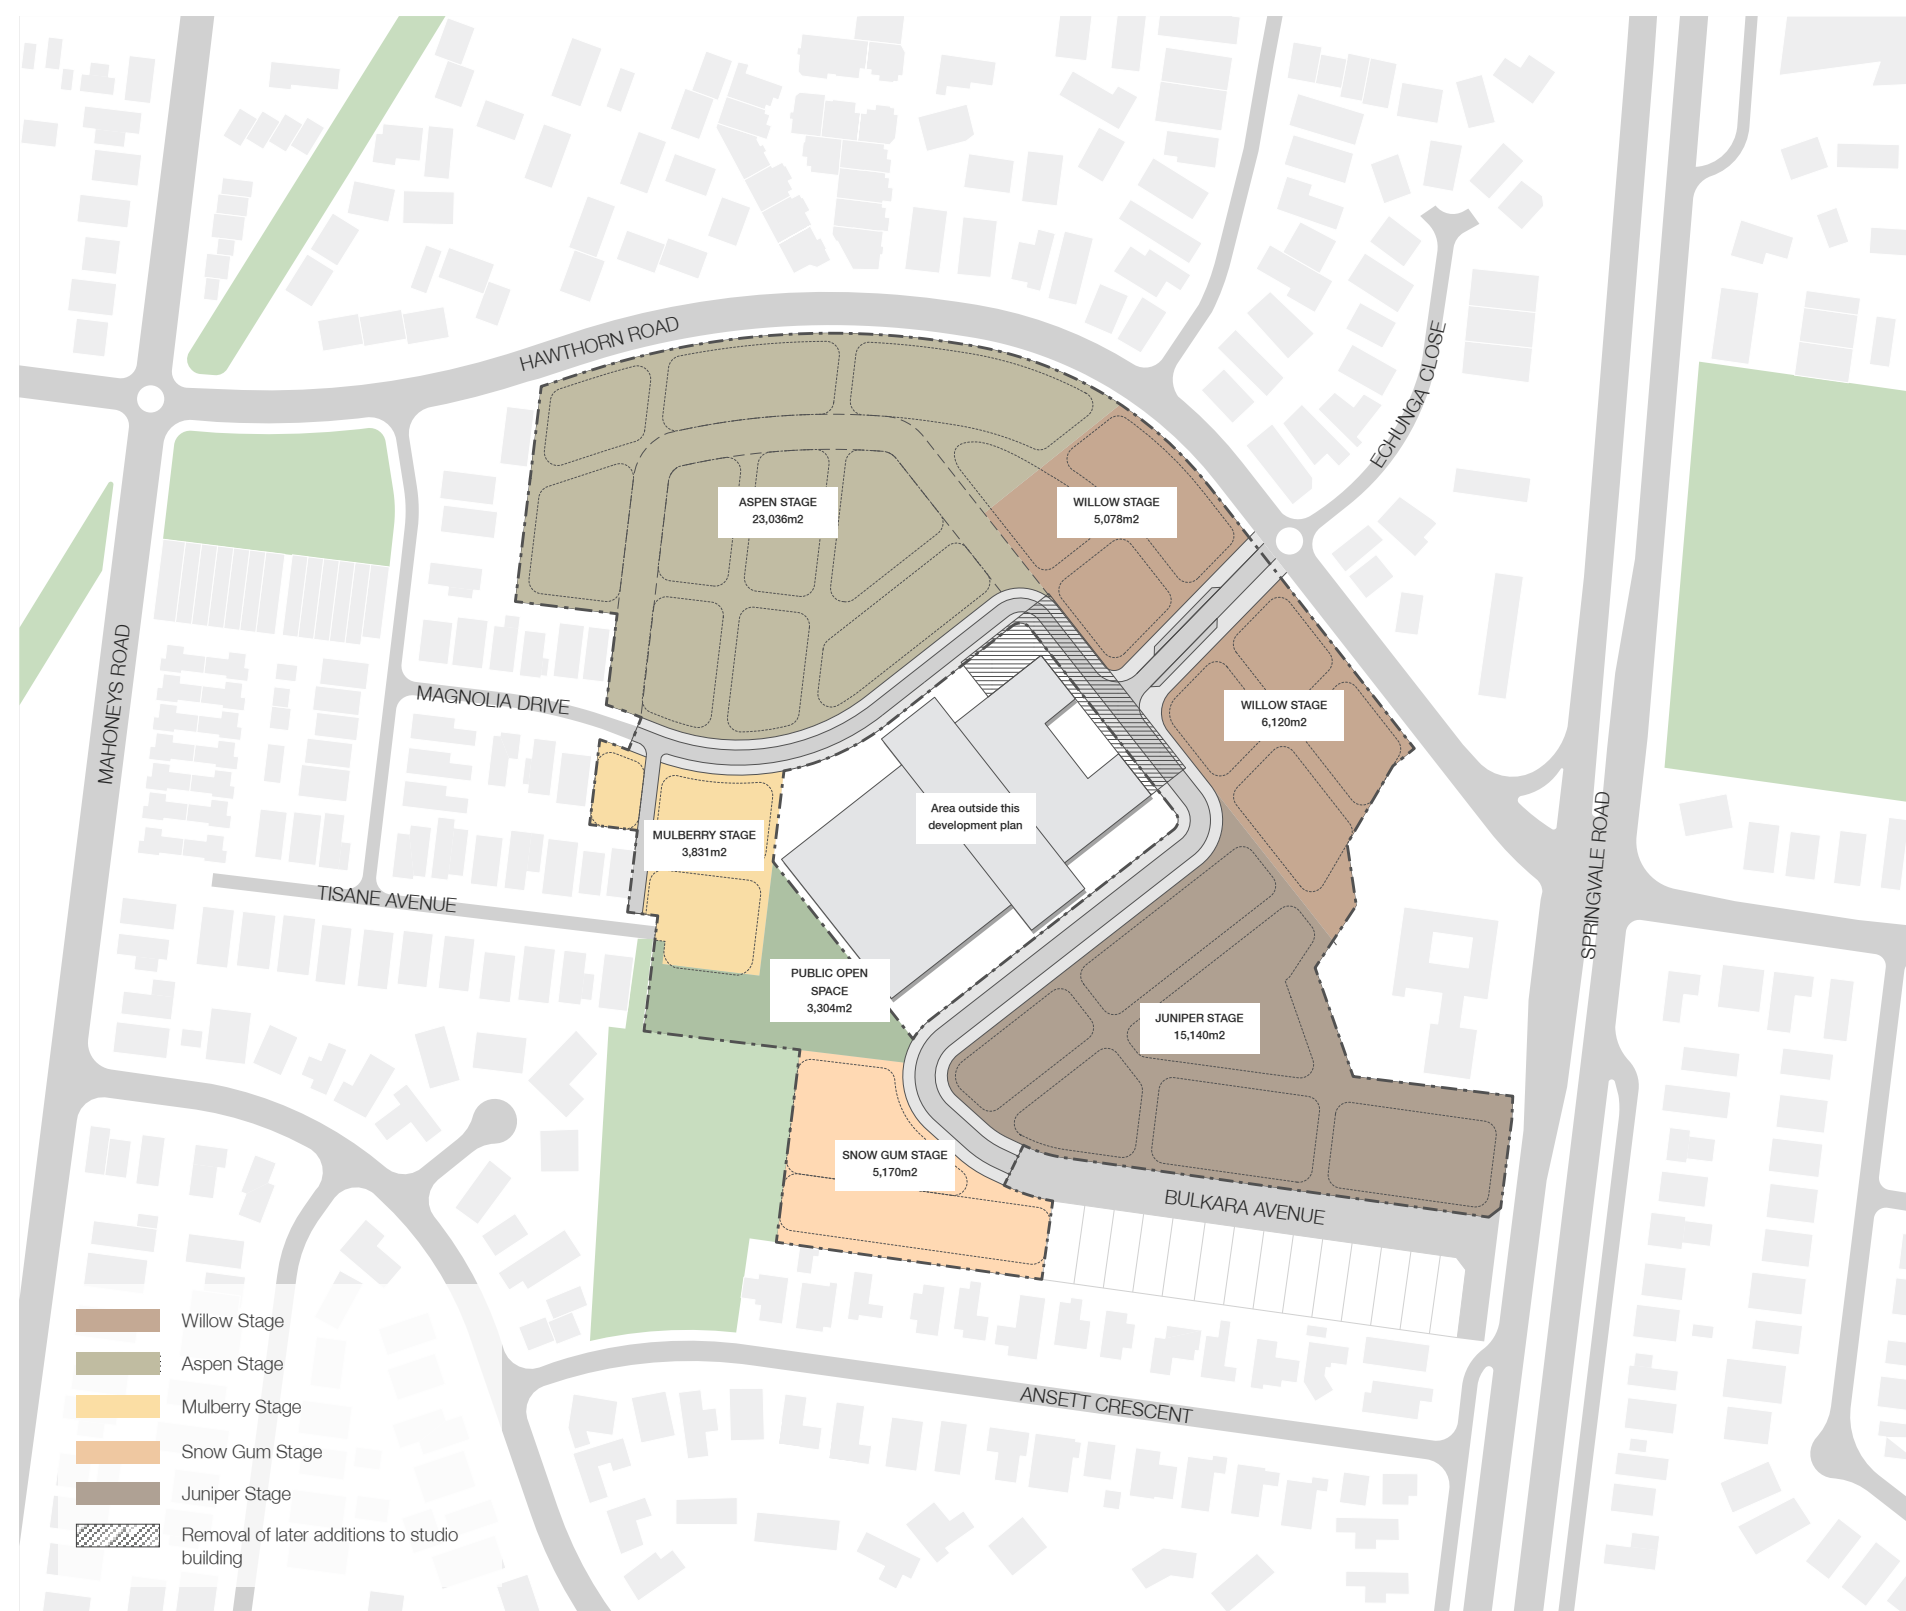 HAWTHORN ROAD
ECHUNGA CLOSE
ASPEN STAGE
23,036m2
WILLOW STAGE
5,078m2
MAHONEYS ROAD
MAGNOLIA DRIVE
WILLOW STAGE
6,120m2
SPRINGVALE ROAD
Area outside this
development plan
MULBERRY STAGE
3,831m2
TISANE AVENUE
PUBLIC OPEN
SPACE
3,304m2
JUNIPER STAGE
15,140m2
SNOW GUM STAGE
5,170m2
BULKARA AVENUE
ANSETT CRESCENT
Willow Stage
Aspen Stage
Mulberry Stage
Snow Gum Stage
Juniper Stage
Removal of later additions to studio
building